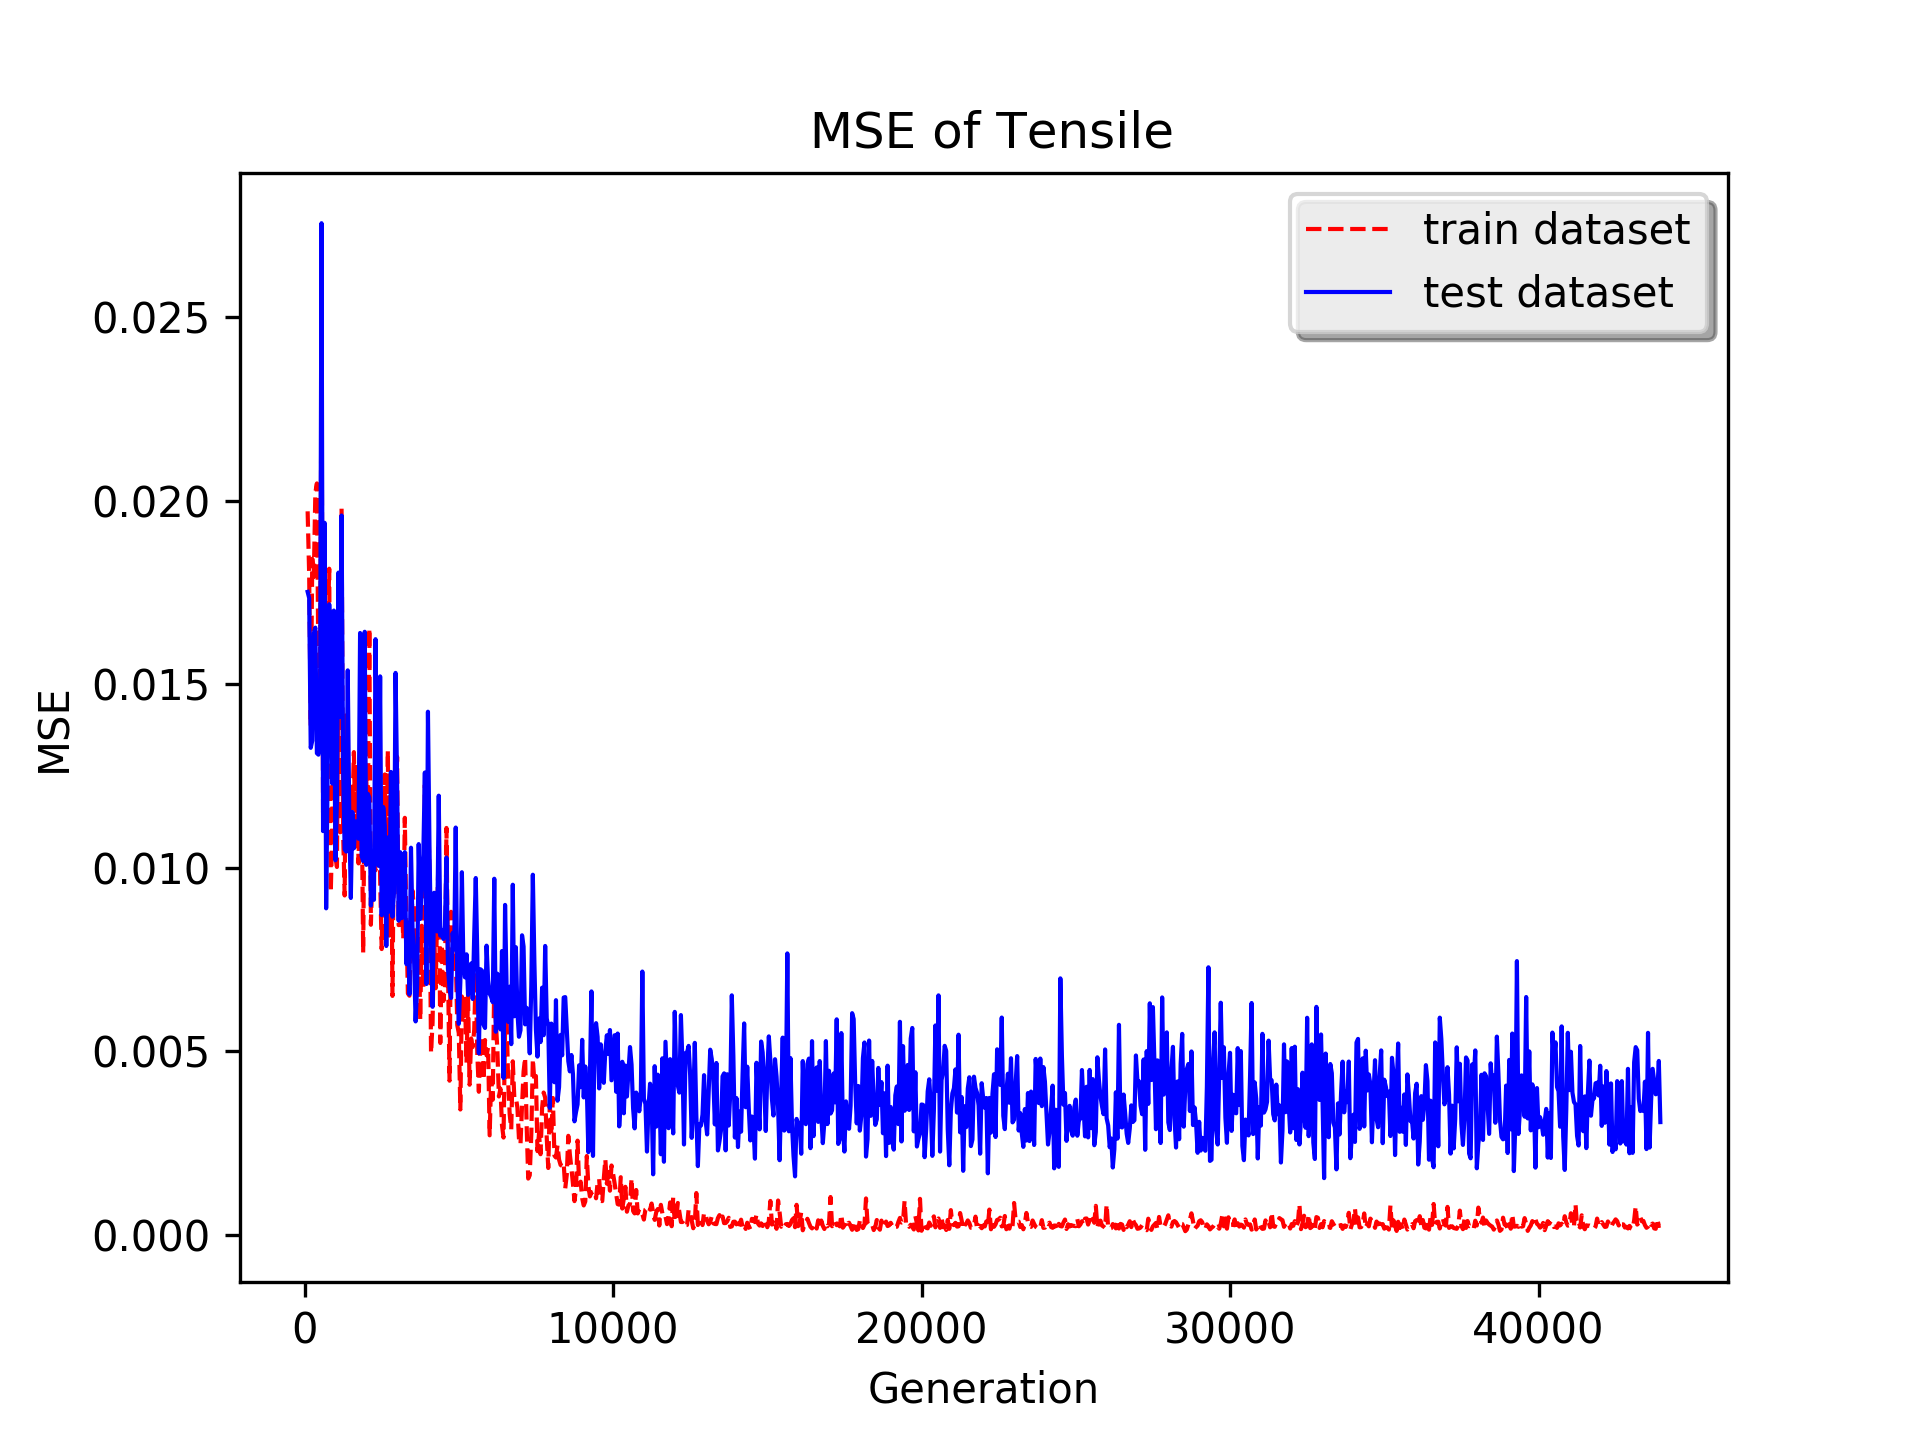 MSE of Tensile
train dataset
test dataset
0.025
0.020
0.015
0.010
0.005
0.000
MSE
0 10000 20000 30000 40000
Generation